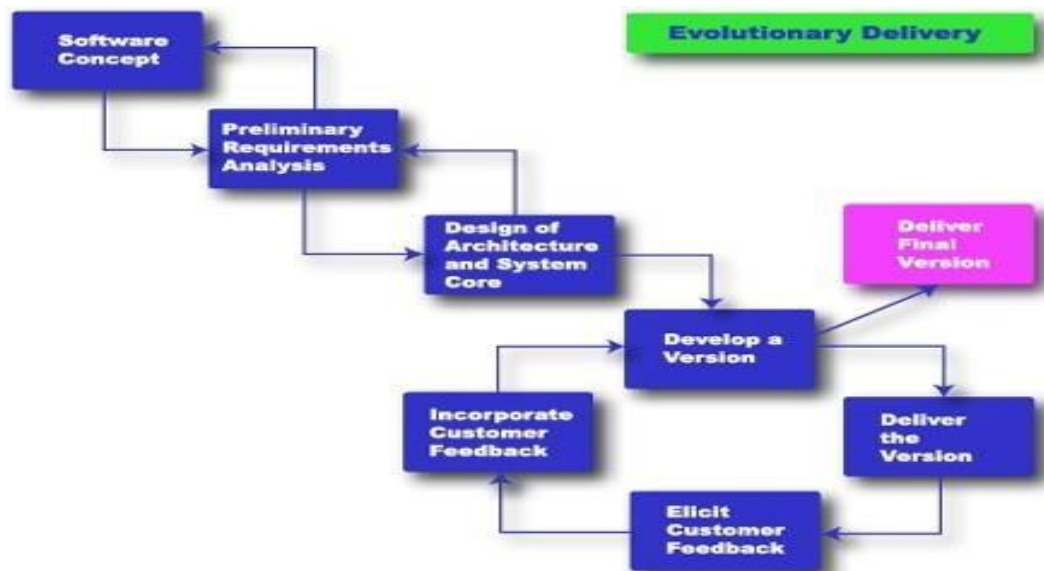 Software
Concept
Evolutionary Delivery
Preliminary
Requirements
Analysis
Design of
Architecture
and System
Core
Deliver
Final
Version
Develop a
Version
Incorporate
Customer
Feedback
Deliver
the
Version
Elicit
Customer
Feedback